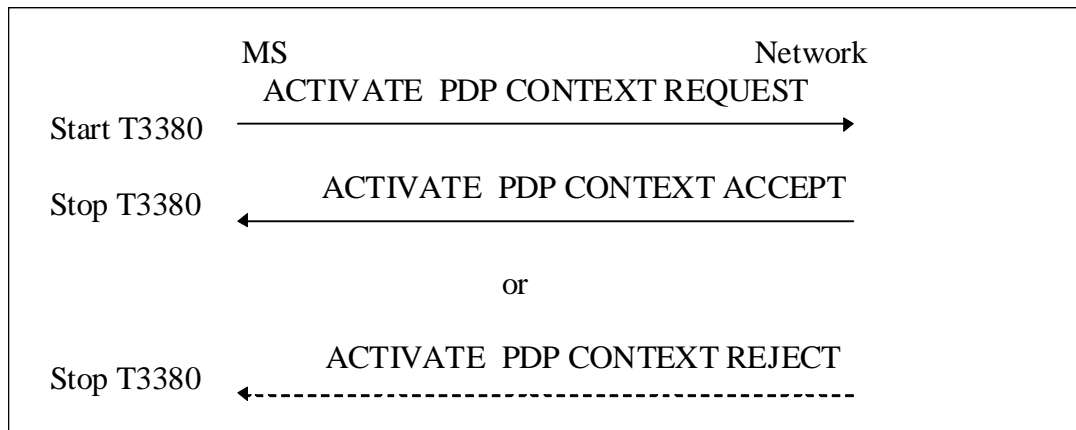 MS Network
ACTIVATE PDP CONTEXT REQUEST
Start T3380
ACTIVATE PDP CONTEXT ACCEPT
Stop T3380
or
ACTIVATE PDP CONTEXT REJECT
Stop T3380